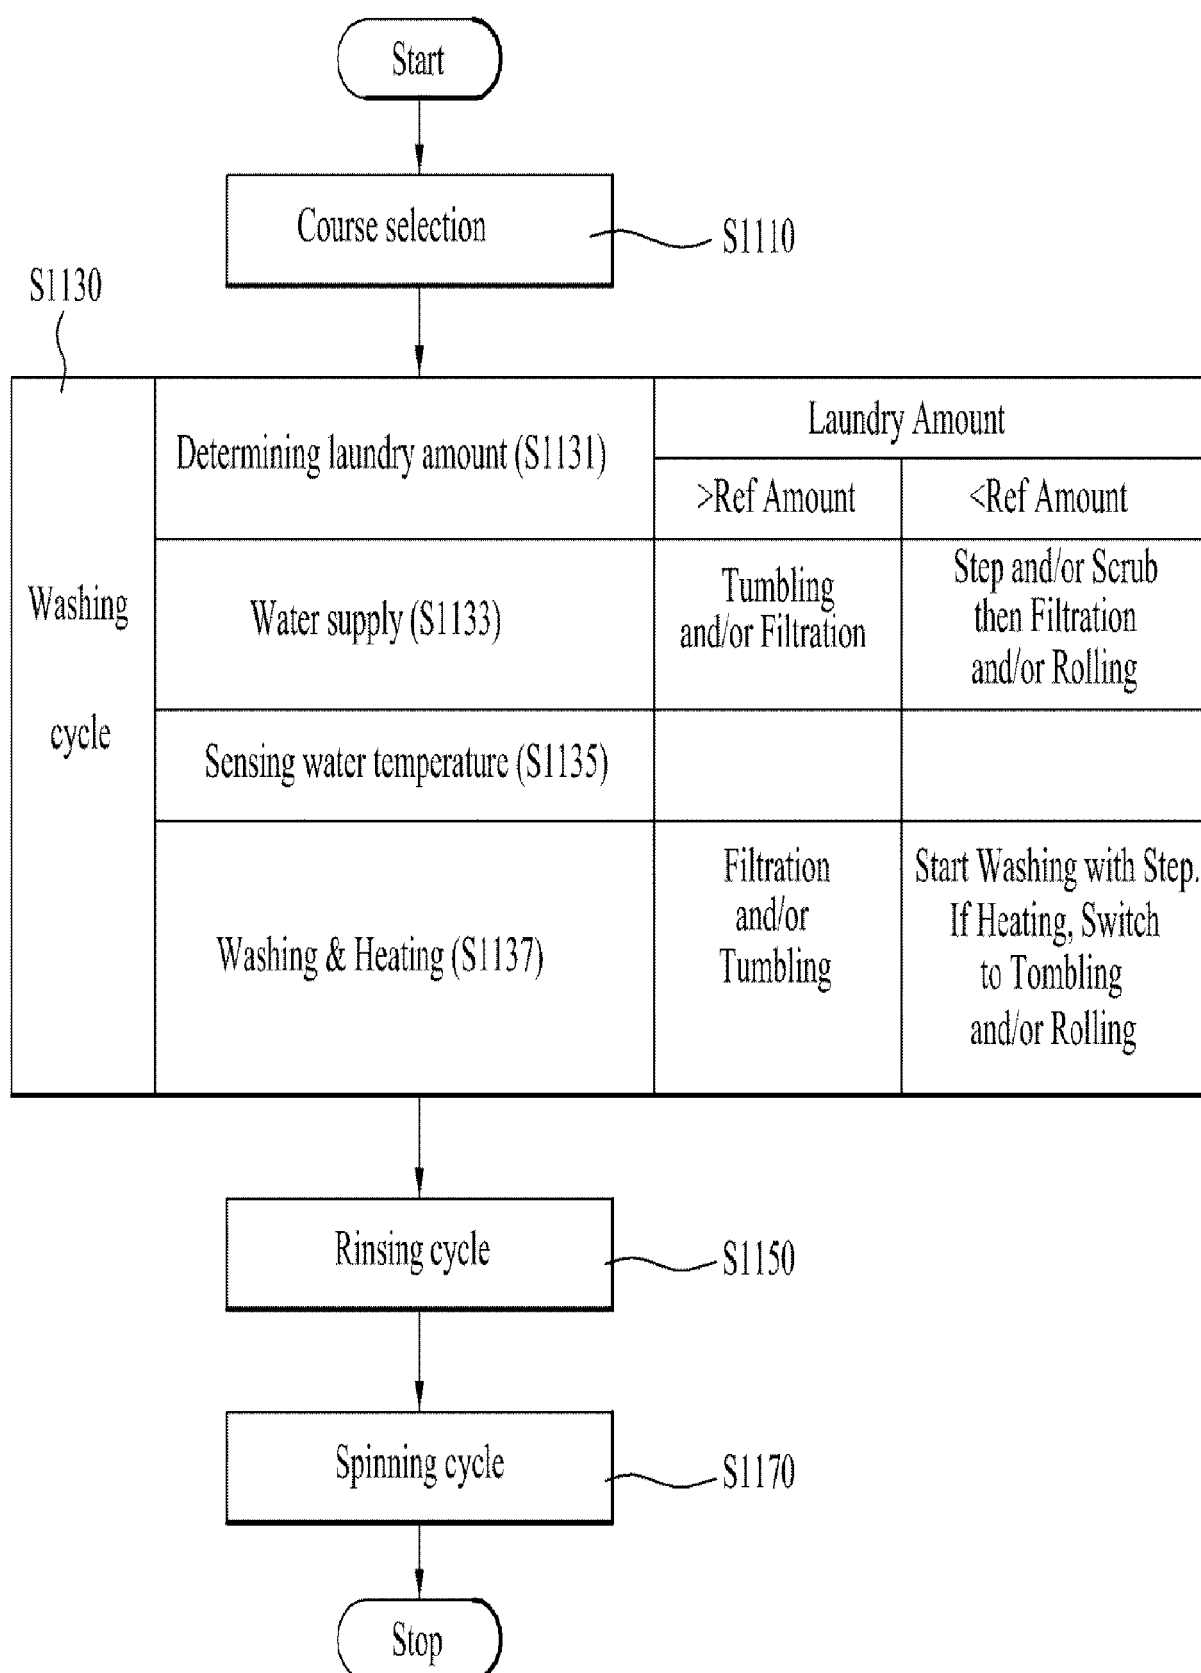 Start
Course selection
S1110
S1130
Washing
cycle
Determining laundry amount (S1131)
Laundry Amount
>Ref Amount
<Ref Amount
Water supply (S1133)
Tumbling
and/or Filtration
Step and/or Scrub
then Filtration
and/or Rolling
Sensing water temperature (S1135)
Washing & Heating (S1137)
Filtration
and/or
Tumbling
Start Washing with Step.
If Heating, Switch
to Tombling
and/or Rolling
Rinsing cycle
S1150
Spinning cycle
S1170
Stop